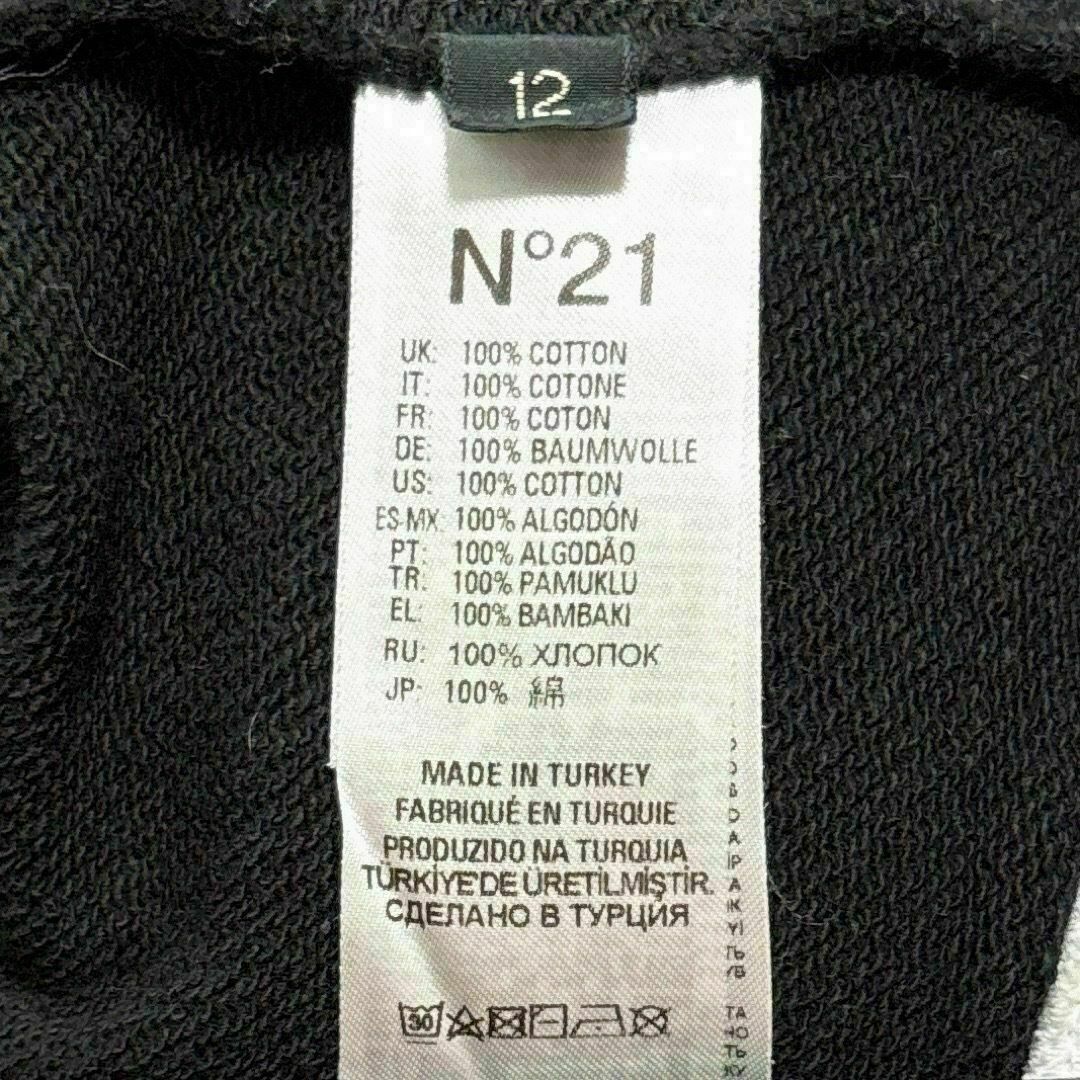 12
N°21
UK: 100% COTTON
IT: 100% COTONE
FR: 100% COTON
DE: 100% BAUMWOLLE
US: 100% COTTON
ES-MX: 100% ALGODÓN
PT: 100% ALGODÃO
TR: 100% PAMUKLU
EL: 100% BAMBAKI
RU: 100% ХЛОПОК
JP: 100% 綿
MADE IN TURKEY
FABRIQUÉ EN TURQUIE
PRODUZIDO NA TURQUIA
TÜRKİYE'DE ÜRETİLMİŞTİR.
СДЕЛАНО В ТУРЦИЯ
30